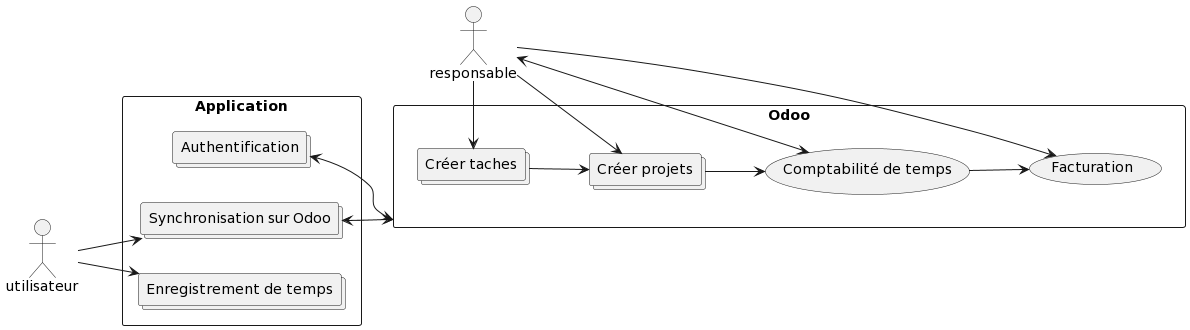 responsable
Application
Odoo
Authentification
Créer taches
Créer projets
Comptabilité de temps
Facturation
Synchronisation sur Odoo
utilisateur
Enregistrement de temps